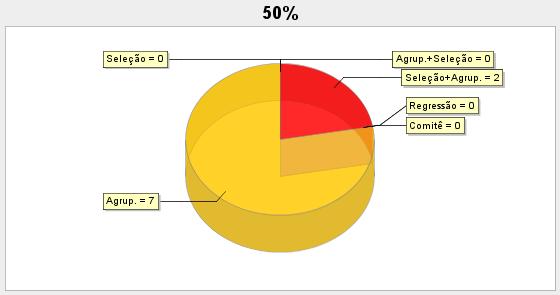 50%
Seleção = 0
Agrup.+Seleção = 0
Seleção+Agrup. = 2
Regressão = 0
Comitê = 0
Agrup. = 7